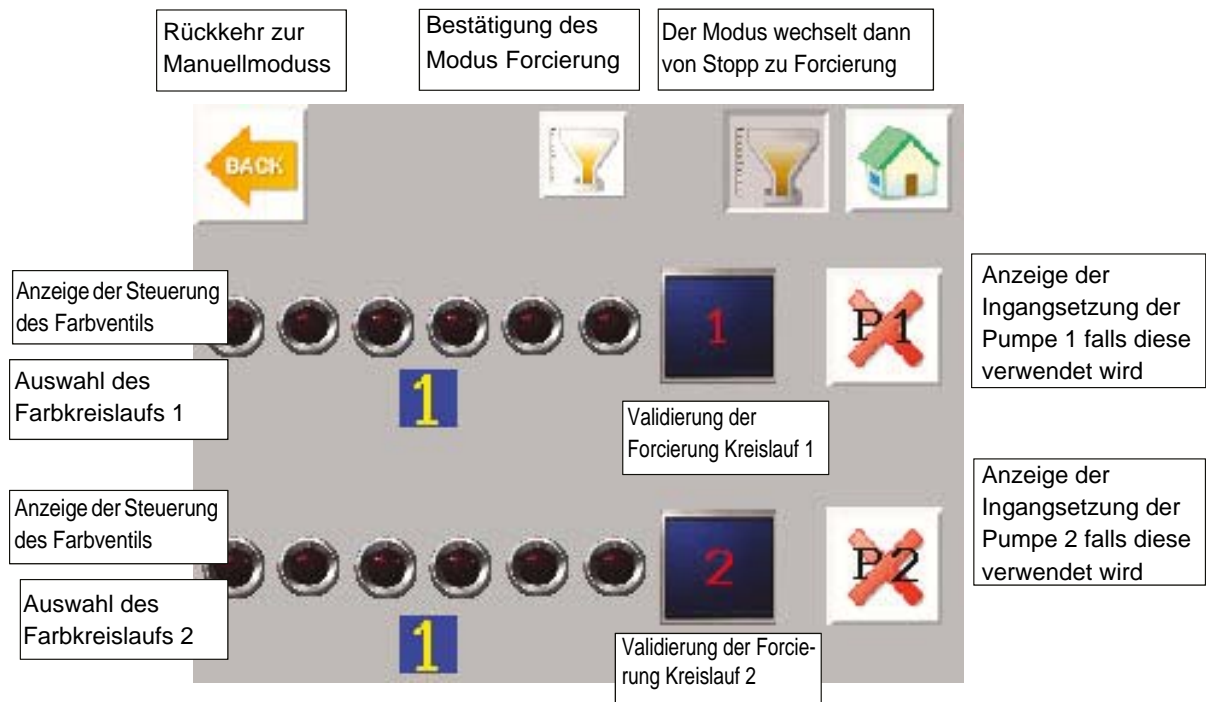 Rückkehr zur
Manuellmoduss
Bestätigung des
Modus Forcierung
Der Modus wechselt dann
von Stopp zu Forcierung
BACK
Anzeige der Steuerung
des Farbventils
1
P1
Anzeige der
Ingangsetzung der
Pumpe 1 falls diese
verwendet wird
Auswahl des
Farbkreislaufs 1
1
Validierung der
Forcierung Kreislauf 1
Anzeige der Steuerung
des Farbventils
2
P2
Anzeige der
Ingangsetzung der
Pumpe 2 falls diese
verwendet wird
Auswahl des
Farbkreislaufs 2
1
Validierung der Forcie-
rung Kreislauf 2